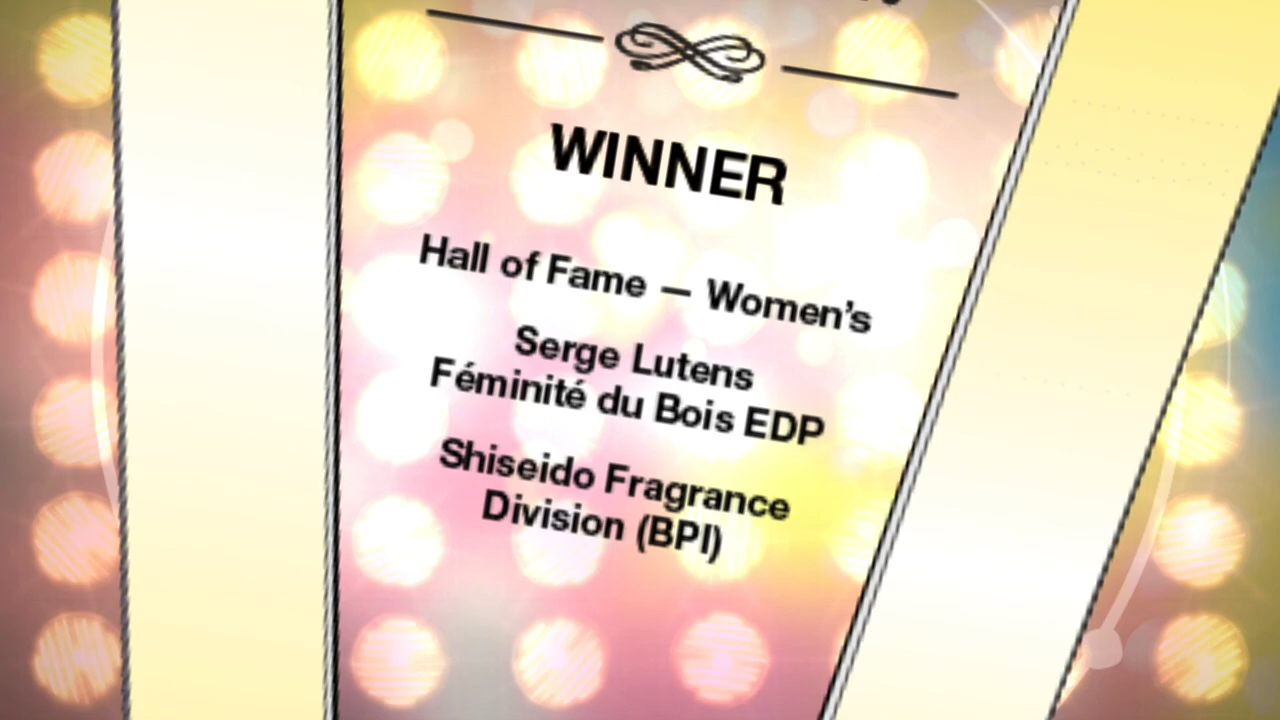 WINNER
Hall of Fame — Women's
Serge Lutens
Féminité du Bois EDP
Shiseido Fragrance
Division (BPI)